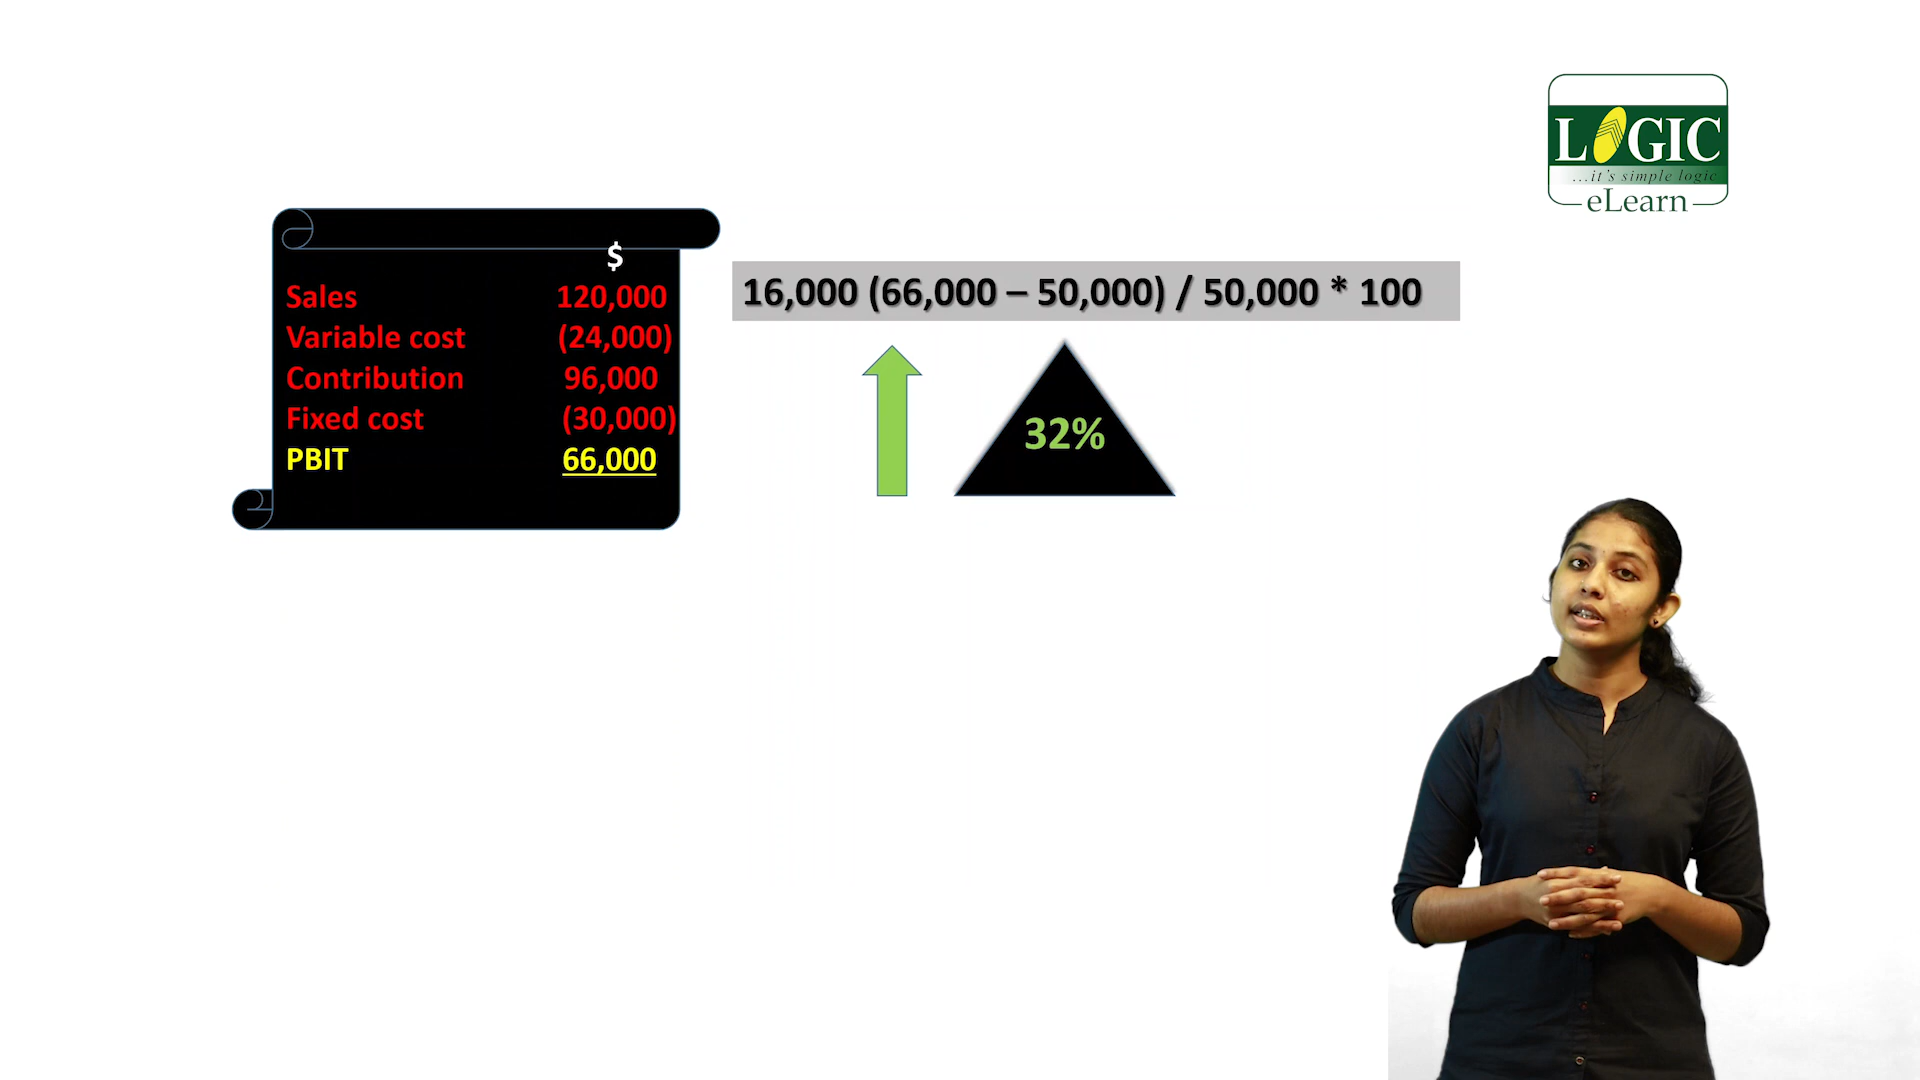 LOGIC
...it's simple logic
eLearn
$
Sales 120,000
Variable cost (24,000)
Contribution 96,000
Fixed cost (30,000)
PBIT 66,000
16,000 (66,000 – 50,000) / 50,000 * 100
32%